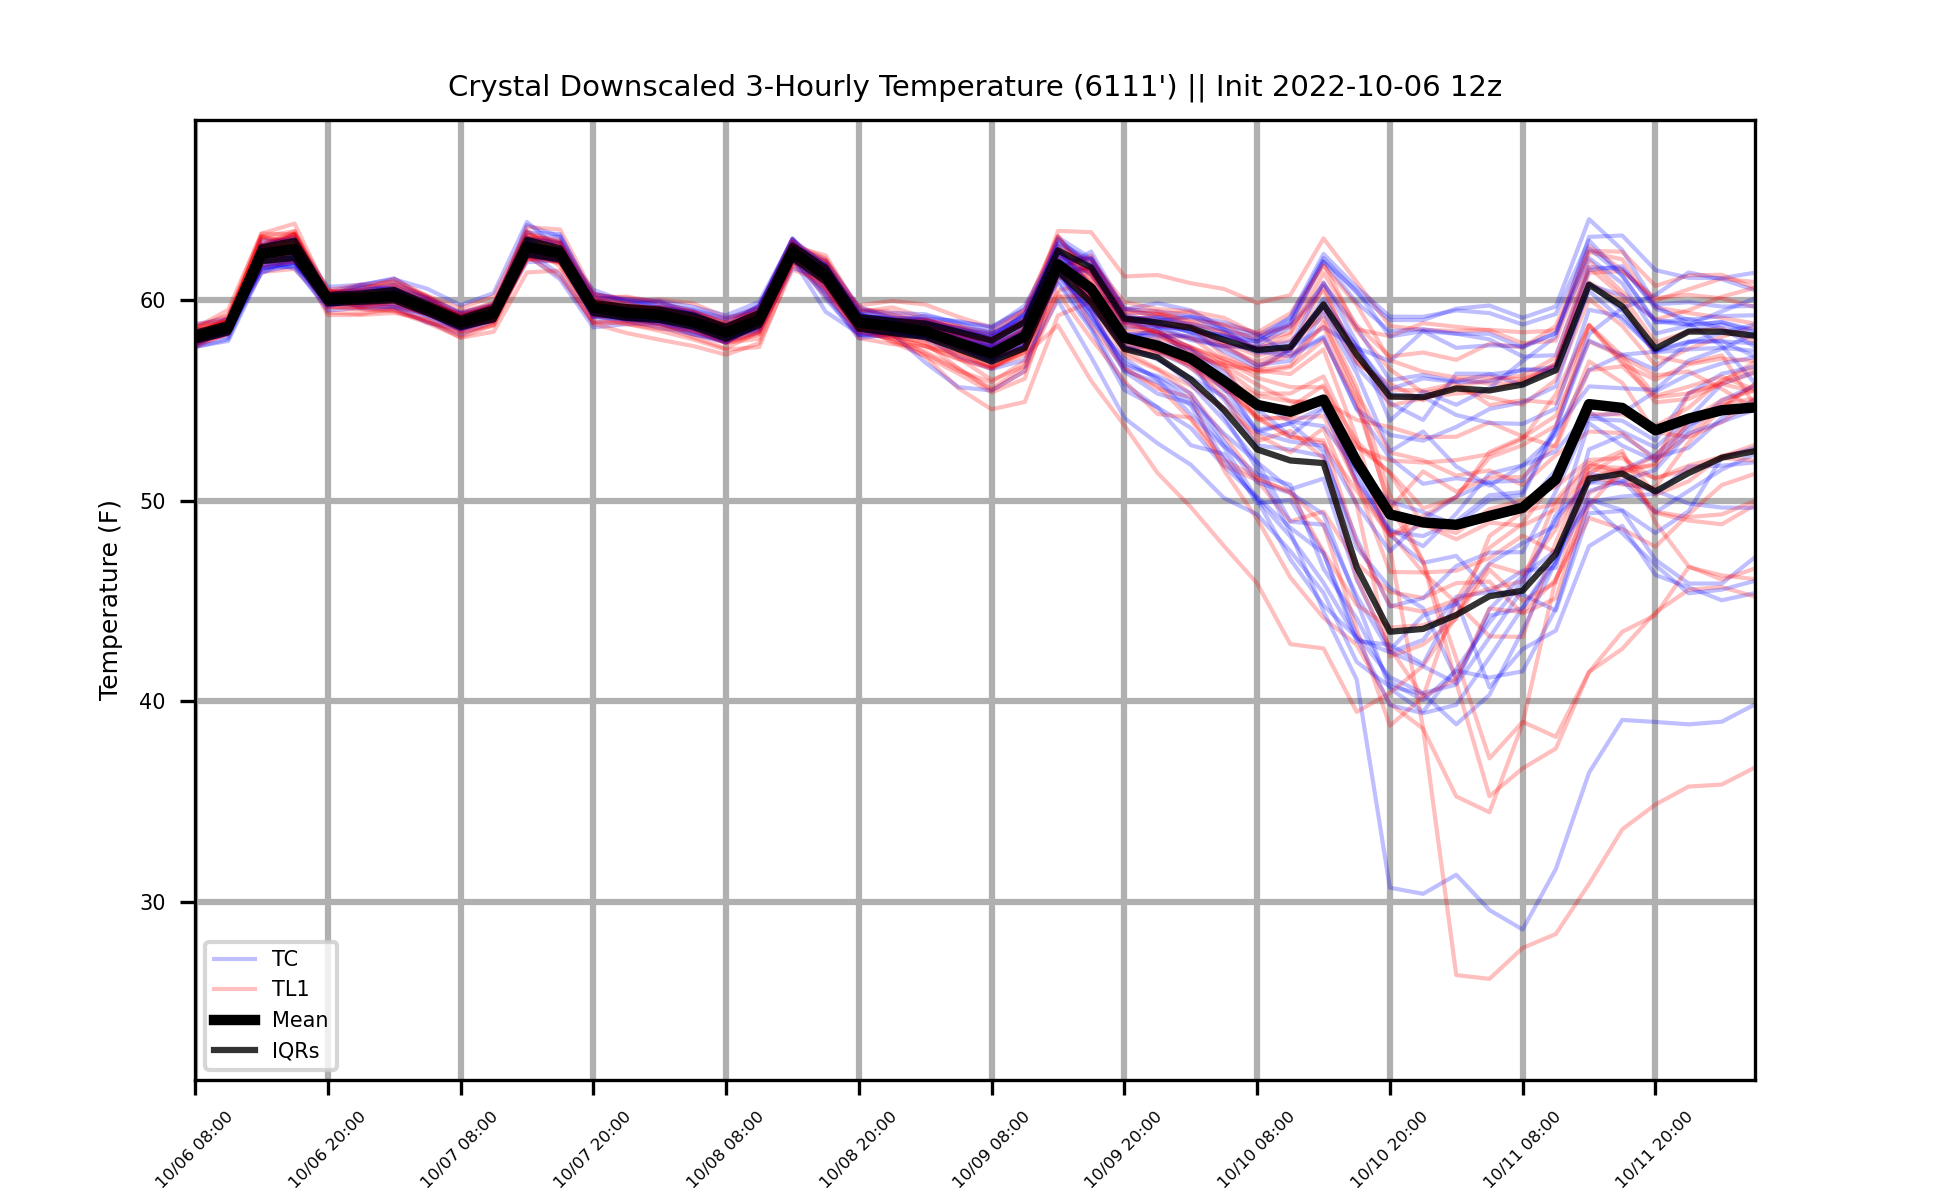 Crystal Downscaled 3-Hourly Temperature (6111') || Init 2022-10-06 12z
Temperature (F)
60
50
40
30
TC
TL1
Mean
IQRs
10/06 08:00
10/06 20:00
10/07 08:00
10/07 20:00
10/08 08:00
10/08 20:00
10/09 08:00
10/09 20:00
10/10 08:00
10/10 20:00
10/11 08:00
10/11 20:00